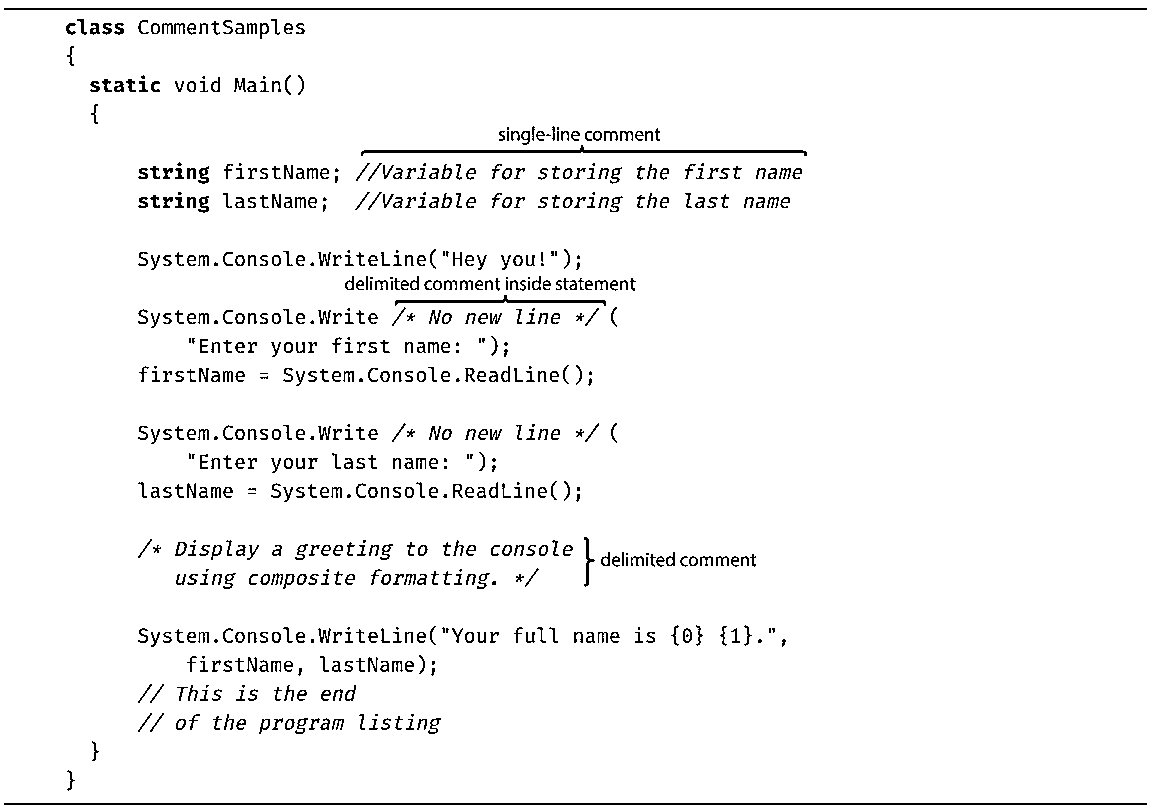 class CommentSamples
{
static void Main()
{
single-line comment
string firstName; //Variable for storing the first name
string lastName;  //Variable for storing the last name
System.Console.WriteLine("Hey you!");
delimited comment inside statement
System.Console.Write /* No new line */ (
"Enter your first name: ");
firstName = System.Console.ReadLine();
System.Console.Write /* No new line */ (
"Enter your last name: ");
lastName = System.Console.ReadLine();
/* Display a greeting to the console
delimited comment
using composite formatting. */
System.Console.WriteLine("Your full name is {0} {1}.",
firstName, lastName);
// This is the end
// of the program listing
}
}